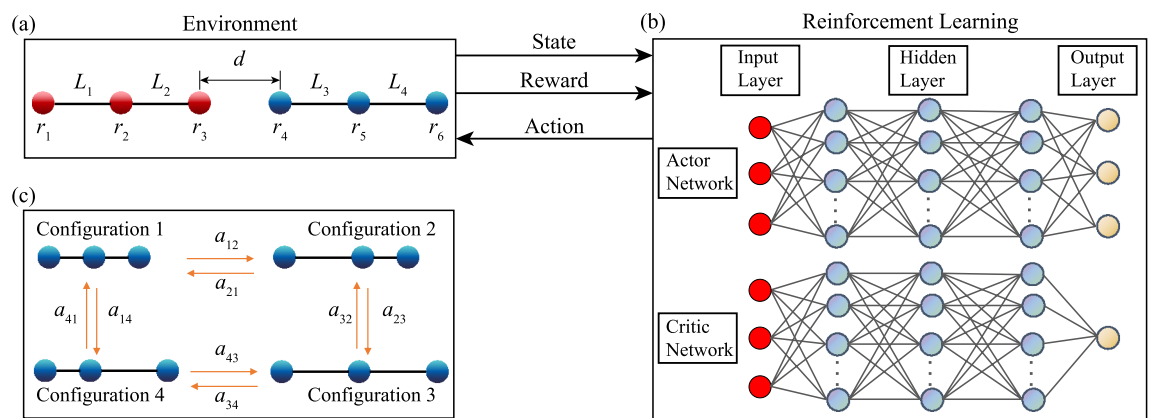 (a)
Environment
L1
L2
d
L3
L4
r1
r2
r3
r4
r5
r6
State
Reward
Action
(b)
Reinforcement Learning
Input
Layer
Hidden
Layer
Output
Layer
Actor
Network
Critic
Network
(c)
Configuration 1
Configuration 2
a12
a21
a41
a14
a32
a23
a43
a34
Configuration 4
Configuration 3